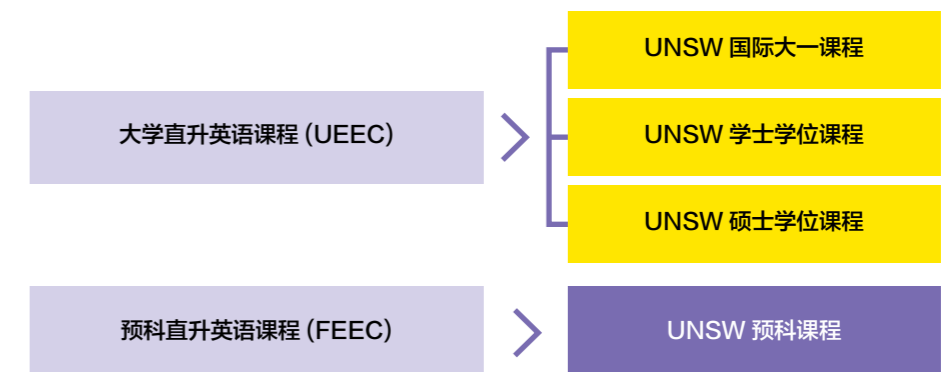 UNSW 国际大一课程
大学直升英语课程 (UEEC)
UNSW 学士学位课程
UNSW 硕士学位课程
预科直升英语课程 (FEEC)
UNSW 预科课程